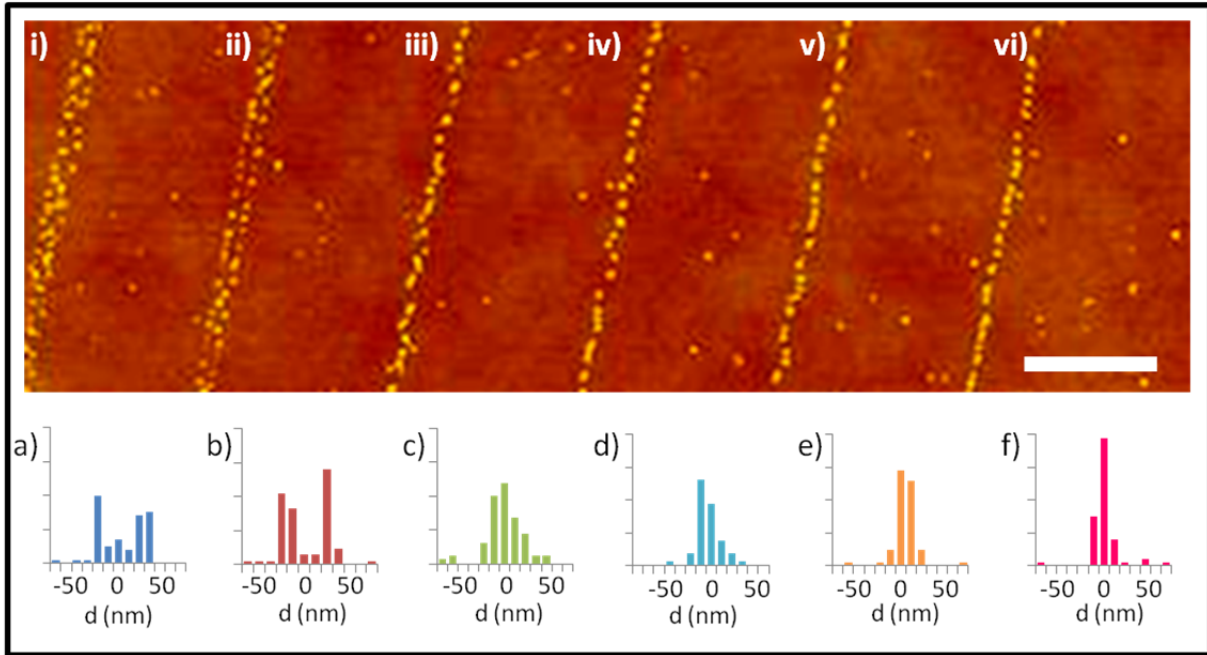 i) ii) iii) iv) v) vi)
a) b) c) d) e) f)
-50 0 50 -50 0 50 -50 0 50 -50 0 50 -50 0 50 -50 0 50
d (nm) d (nm) d (nm) d (nm) d (nm) d (nm)